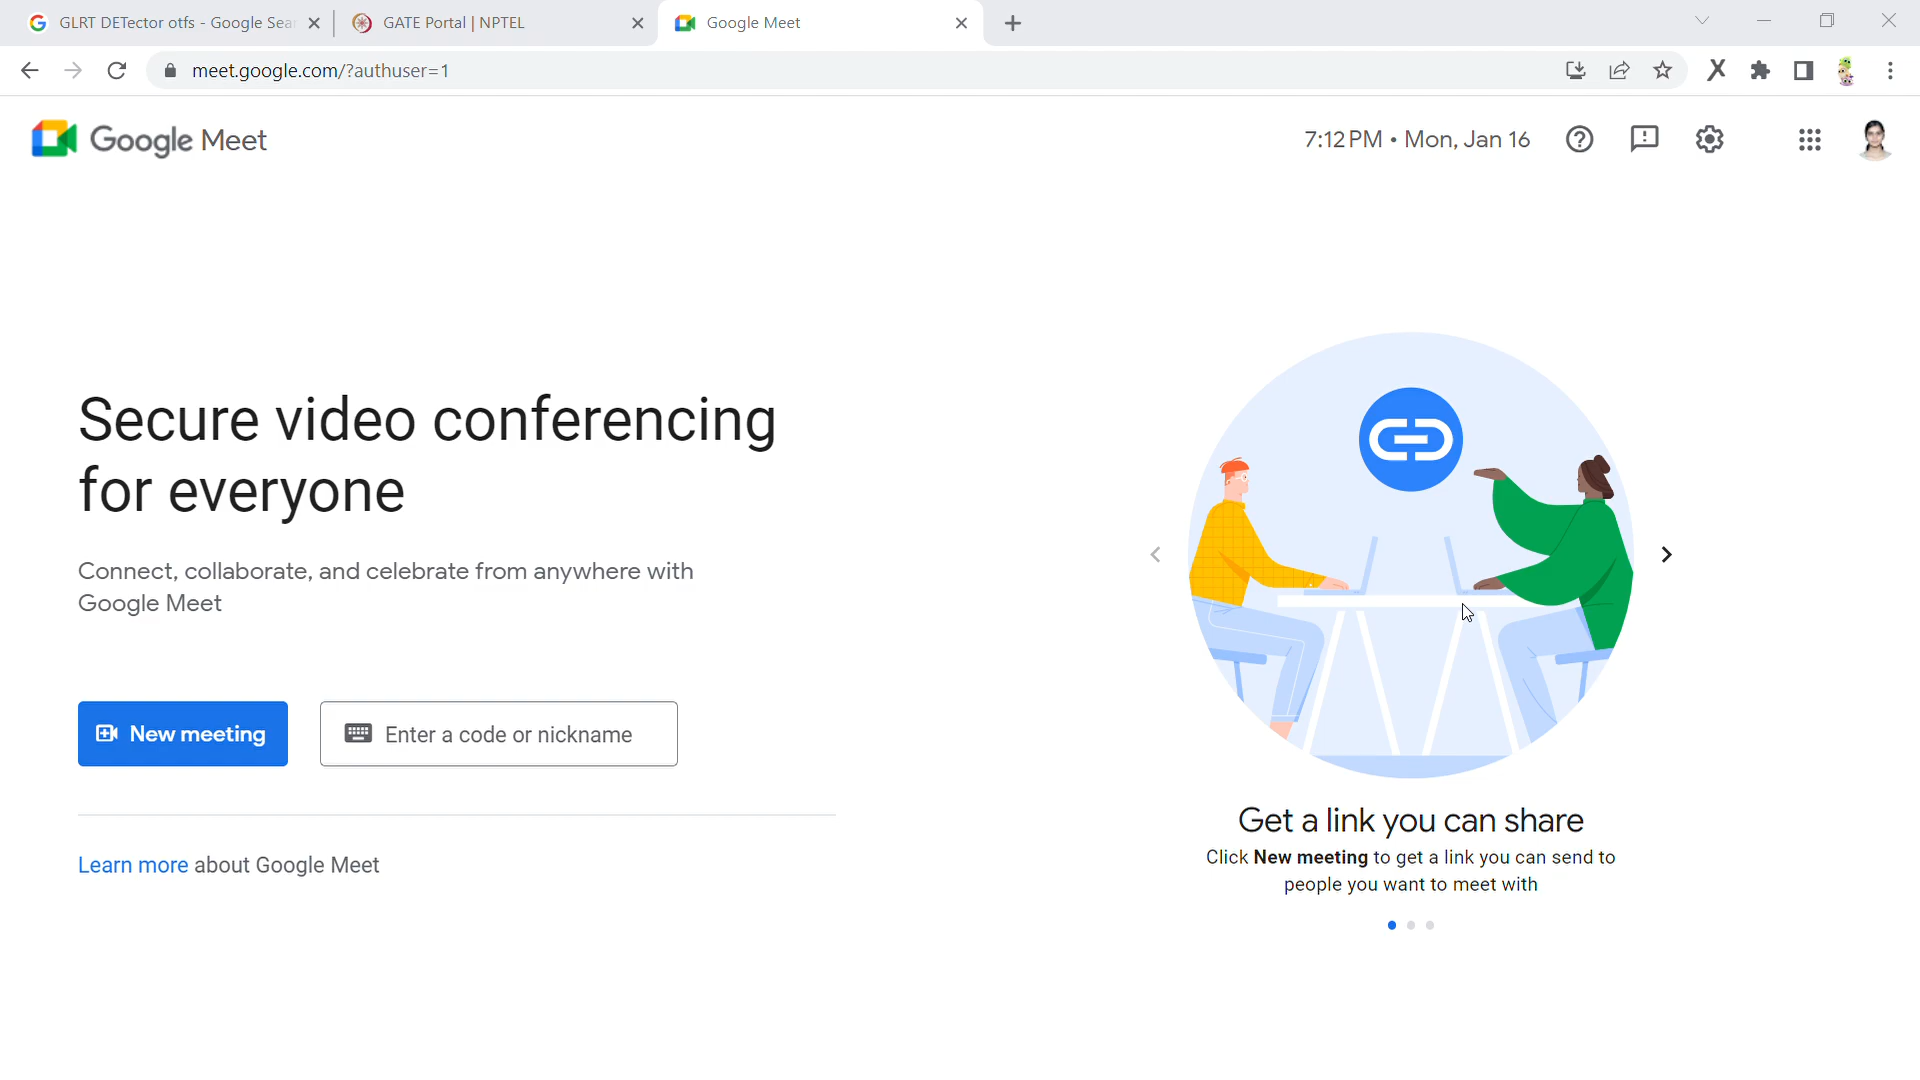 GLRT DETector otfs - Google Sea
GATE Portal | NPTEL
Google Meet
meet.google.com/?authuser=1
Google Meet
7:12 PM • Mon, Jan 16
Secure video conferencing
for everyone
Connect, collaborate, and celebrate from anywhere with
Google Meet
New meeting
Enter a code or nickname
Learn more about Google Meet
Get a link you can share
Click New meeting to get a link you can send to
people you want to meet with